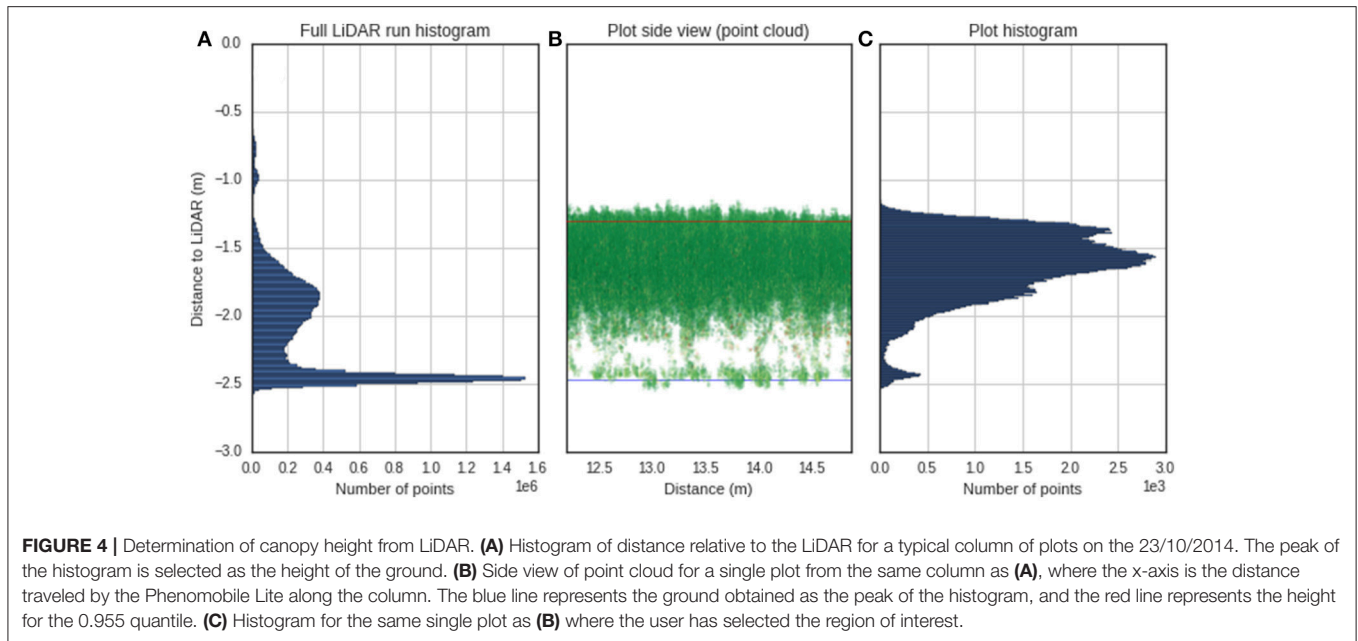 A Full LiDAR run histogram
B Plot side view (point cloud)
C Plot histogram
Distance to LiDAR (m)
0.0
−0.5
−1.0
−1.5
−2.0
−2.5
−3.0
0.0 0.2 0.4 0.6 0.8 1.0 1.2 1.4 1.6
Number of points 1e6
12.5 13.0 13.5 14.0 14.5
Distance (m)
0.0 0.5 1.0 1.5 2.0 2.5 3.0
Number of points 1e3
FIGURE 4 | Determination of canopy height from LiDAR. (A) Histogram of distance relative to the LiDAR for a typical column of plots on the 23/10/2014. The peak of
the histogram is selected as the height of the ground. (B) Side view of point cloud for a single plot from the same column as (A), where the x-axis is the distance
traveled by the Phenomobile Lite along the column. The blue line represents the ground obtained as the peak of the histogram, and the red line represents the height
for the 0.955 quantile. (C) Histogram for the same single plot as (B) where the user has selected the region of interest.